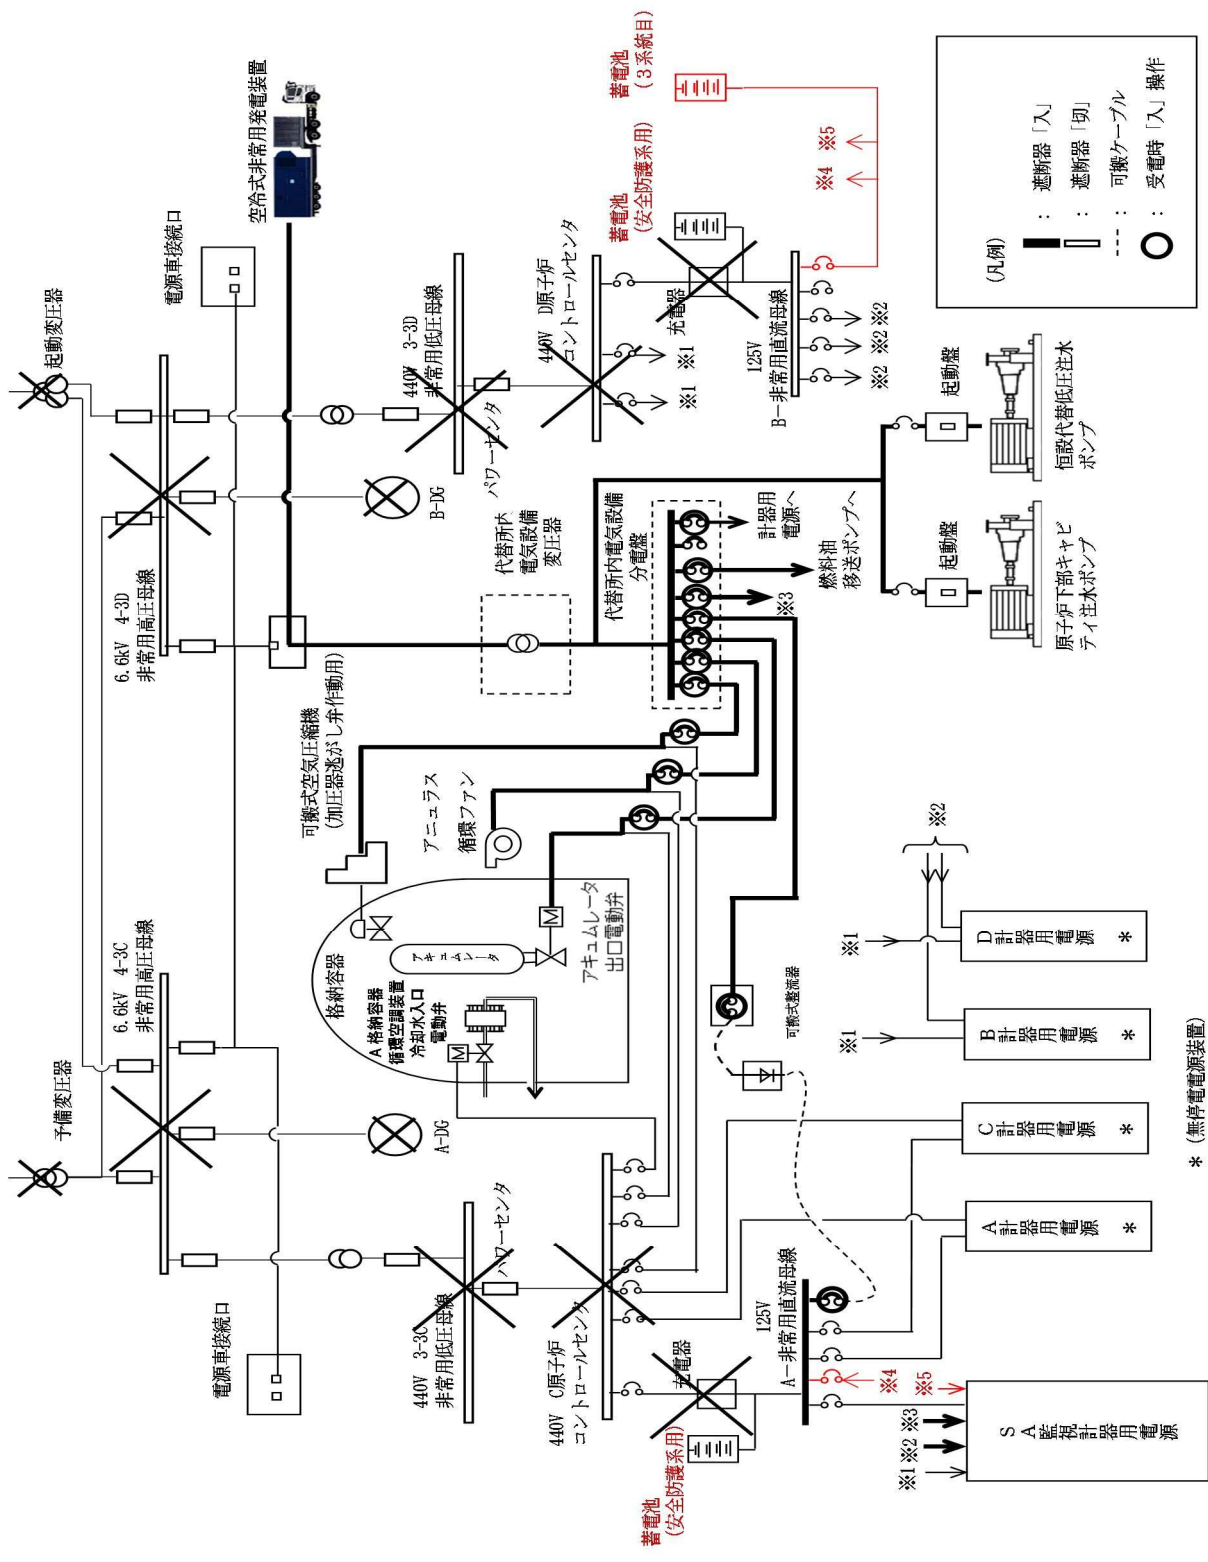 予備変圧器
起動変圧器
6.6kV 4-3C
非常用高圧母線
6.6kV 4-3D
非常用高圧母線
電源車接続口
電源車接続口
空冷式非常用発電装置
A-DG
B-DG
440V 3-3C
非常用低圧母線
パワーセンタ
440V 3-3D
非常用低圧母線
パワーセンタ
格納容器
可搬式空気圧縮機
(加圧器逃がし弁作動用)
アニュラス
循環ファン
代替所内
電気設備
変圧器
A格納容器
循環空調装置
冷却水入口
電動弁
M
アキュムレータ
M
アキュムレータ
出口電動弁
440V C原子炉
コントロールセンタ
440V D原子炉
コントロールセンタ
※1
※1
代替所内電気設備
分電盤
蓄電池
(安全防護系用)
充電器
蓄電池
(安全防護系用)
充電器
蓄電池
(3系統目)
125V
A－非常用直流母線
125V
B－非常用直流母線
可搬式整流器
※3
燃料油
移送ポンプへ
計器用
電源へ
※2
※2
※2
※4
※5
※4
※5
※1
※2
※3
※1
※1
※2
起動盤
起動盤
SA監視計器用電源
A計器用電源
*
C計器用電源
*
B計器用電源
*
D計器用電源
*
原子炉下部キャビ
ティ注水ポンプ
恒設代替低圧注水
ポンプ
(凡例)
： 遮断器「入」
： 遮断器「切」
： 可搬ケーブル
： 受電時「入」操作
*（無停電電源装置）